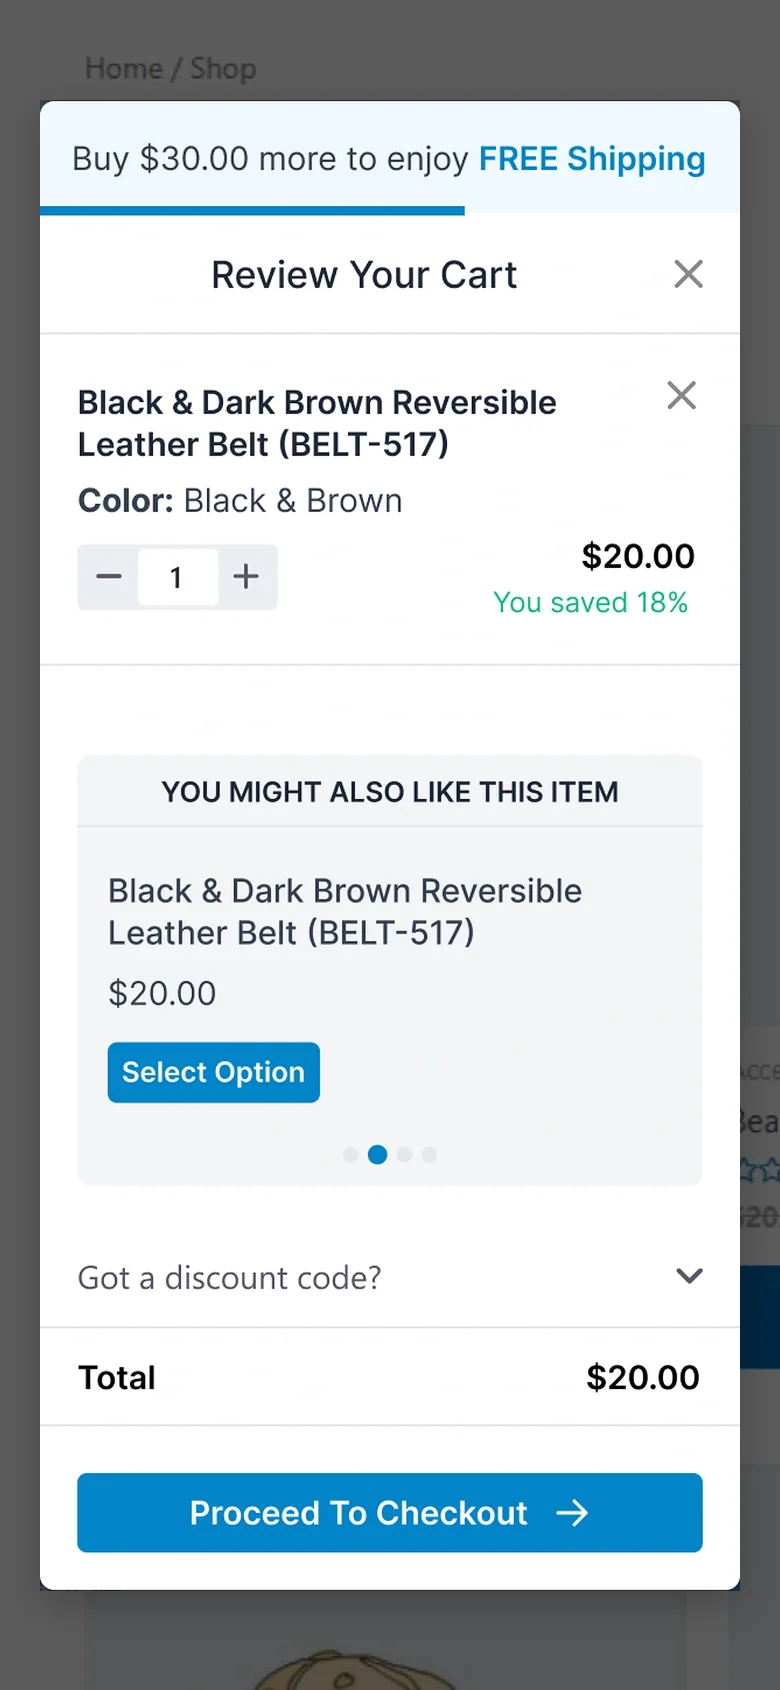 Home / Shop
Buy $30.00 more to enjoy FREE Shipping
Review Your Cart
Black & Dark Brown Reversible
Leather Belt (BELT-517)
Color: Black & Brown
1
$20.00
You saved 18%
YOU MIGHT ALSO LIKE THIS ITEM
Black & Dark Brown Reversible
Leather Belt (BELT-517)
$20.00
Select Option
Got a discount code?
Total
$20.00
Proceed To Checkout